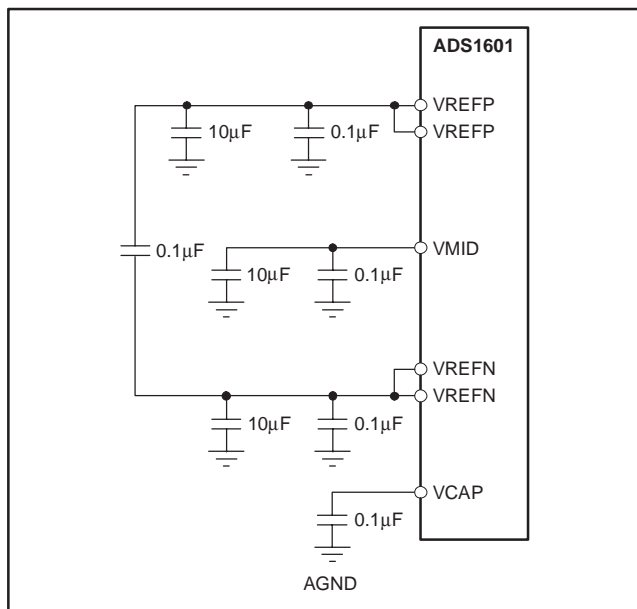 ADS1601
VREFP
10μF
0.1μF
VREFP
0.1μF
VMID
10μF
0.1μF
VREFN
VREFN
10μF
0.1μF
VCAP
0.1μF
AGND